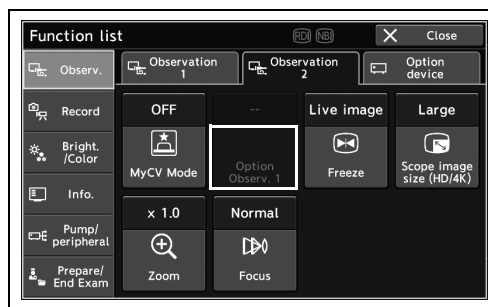 Function list
RDI NBI
X Close
Observ.
Observation
1
Observation
2
Option
device
Record
Bright.
/Color
Info.
Pump/
peripheral
Prepare/
End Exam
OFF
MyCV Mode
--
Option
Observ. 1
Live image
Freeze
Large
Scope image
size (HD/4K)
x 1.0
Zoom
Normal
Focus